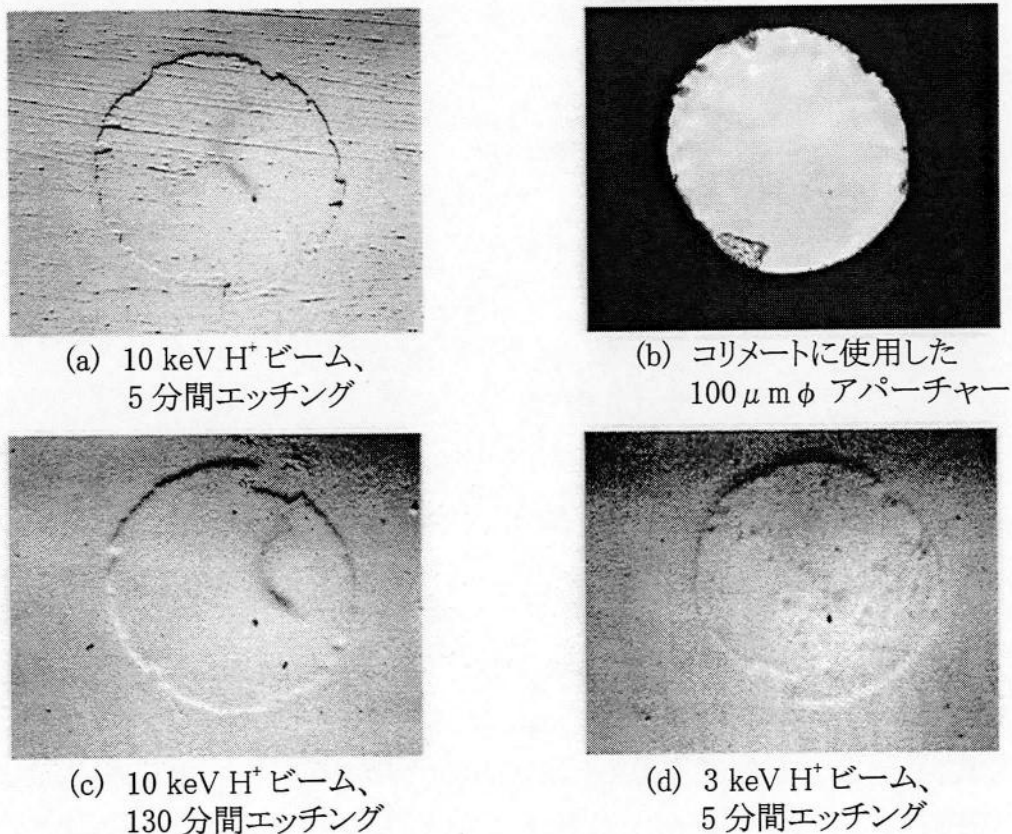 (a) 10 keV H⁺ ビーム、
5 分間エッチング
(b) コリメートに使用した
100μmφ アパーチャー
(c) 10 keV H⁺ ビーム、
130 分間エッチング
(d) 3 keV H⁺ ビーム、
5 分間エッチング